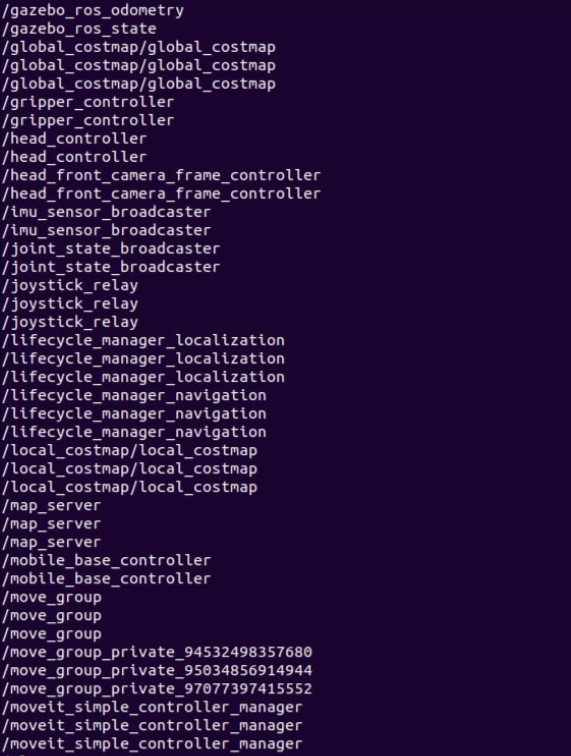 /gazebo_ros_odometry
/gazebo_ros_state
/global_costmap/global_costmap
/global_costmap/global_costmap
/global_costmap/global_costmap
/gripper_controller
/gripper_controller
/head_controller
/head_controller
/head_front_camera_frame_controller
/head_front_camera_frame_controller
/imu_sensor_broadcaster
/imu_sensor_broadcaster
/joint_state_broadcaster
/joint_state_broadcaster
/joystick_relay
/joystick_relay
/joystick_relay
/lifecycle_manager_localization
/lifecycle_manager_localization
/lifecycle_manager_localization
/lifecycle_manager_navigation
/lifecycle_manager_navigation
/lifecycle_manager_navigation
/local_costmap/local_costmap
/local_costmap/local_costmap
/local_costmap/local_costmap
/map_server
/map_server
/map_server
/mobile_base_controller
/mobile_base_controller
/move_group
/move_group
/move_group
/move_group_private_94532498357680
/move_group_private_95034856914944
/move_group_private_97077397415552
/moveit_simple_controller_manager
/moveit_simple_controller_manager
/moveit_simple_controller_manager